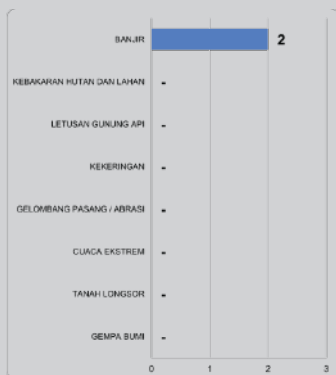 BANJIR 2
KEBAKARAN HUTAN DAN LAHAN -
LETUSAN GUNUNG API -
KEKERINGAN -
GELOMBANG PASANG / ABRASI -
CUACA EKSTREM -
TANAH LONGSOR -
GEMPA BUMI -
0 1 2 3